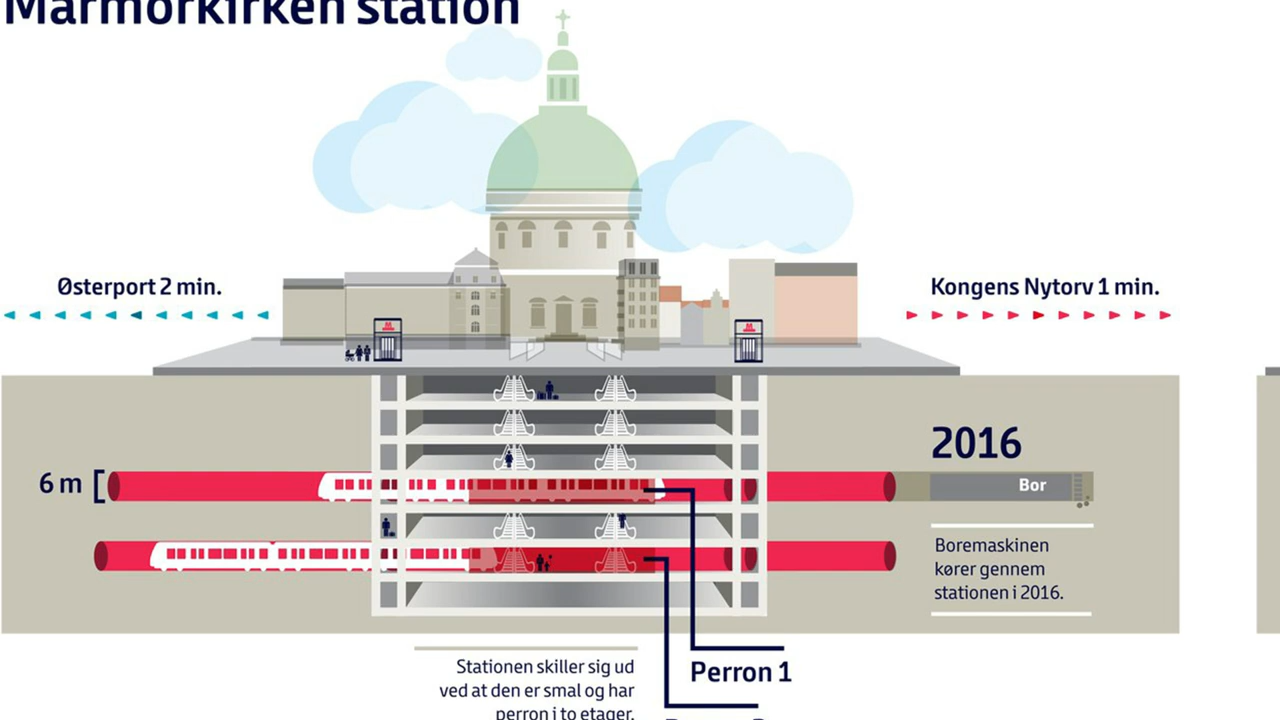 Marmorkirken station
Østerport 2 min.
Kongens Nytorv 1 min.
M
M
6 m
2016
Bor
Boremaskinen
kører gennem
stationen i 2016.
Perron 1
Stationen skiller sig ud
ved at den er smal og har
perron i to etager.